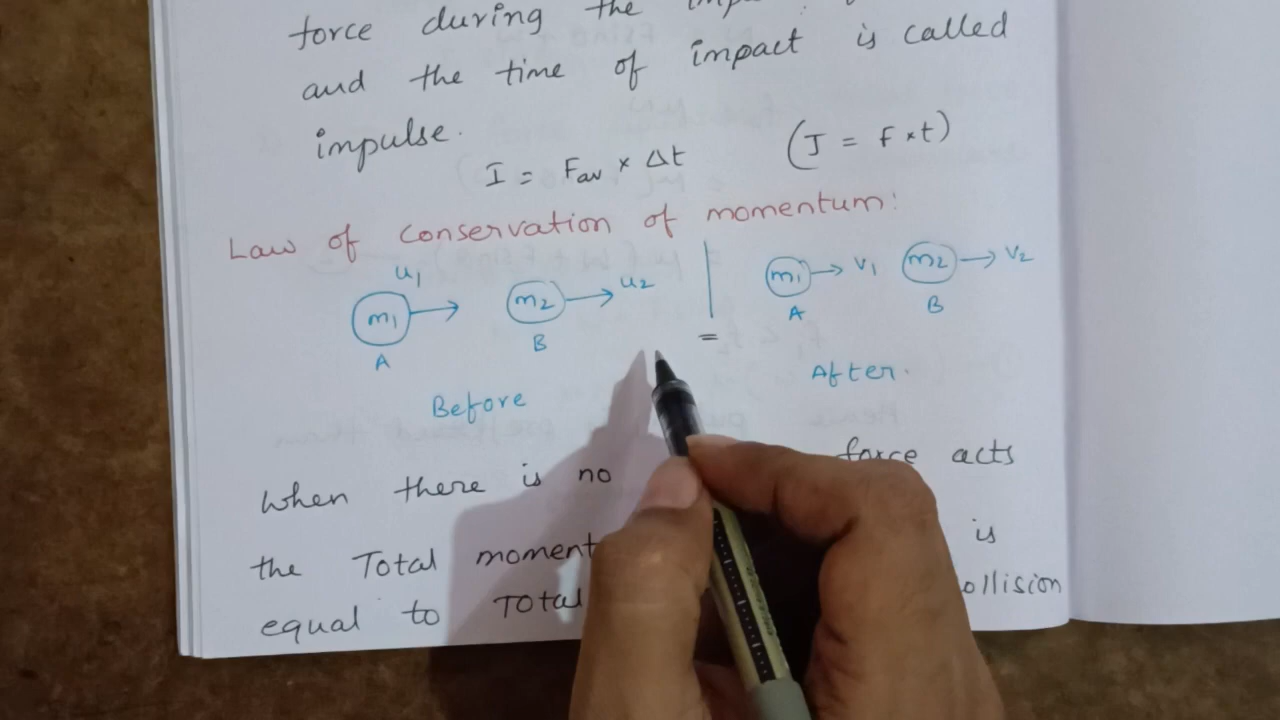 force during the
and the time of impact is called
impulse.
I = Fav × Δt (J = F × t)
Law of conservation of momentum:
u1 u2 m1 → v1 m2 → v2
m1 → m2 → A B
A B =
Before After.
when there is no force acts
the Total is
equal to Total